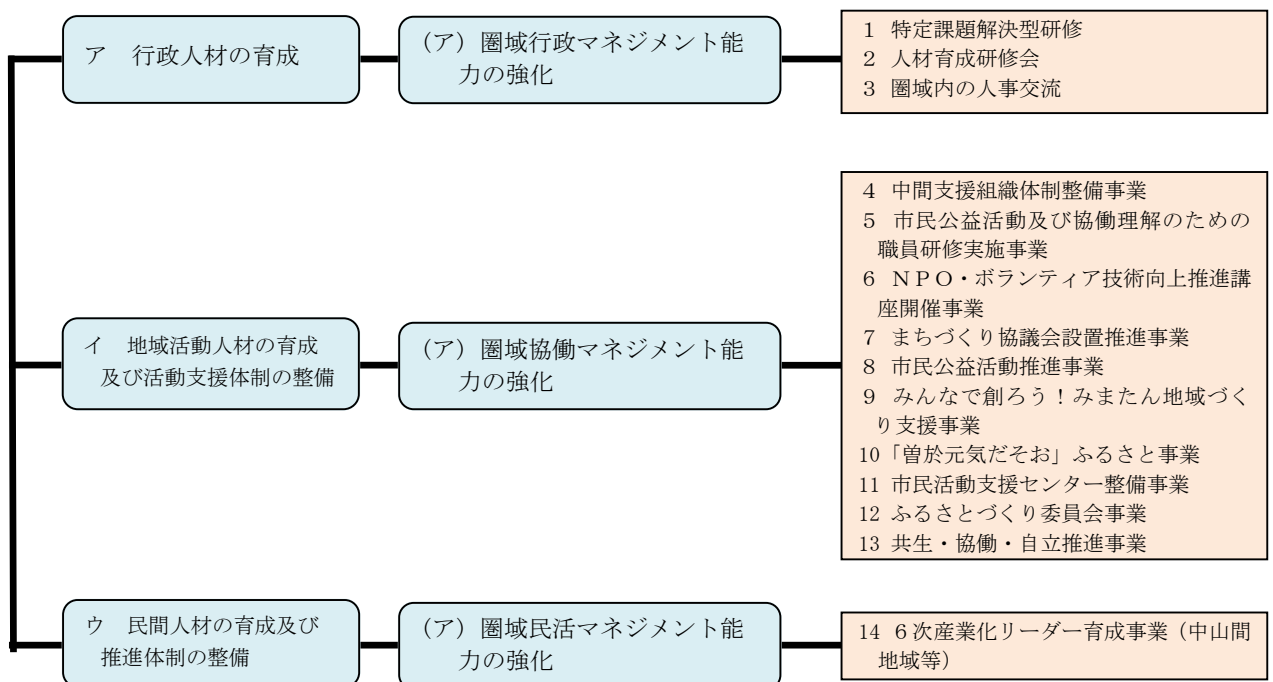 ア　行政人材の育成
（ア）圏域行政マネジメント能
力の強化
１ 特定課題解決型研修
２ 人材育成研修会
３ 圏域内の人事交流
イ　地域活動人材の育成
及び活動支援体制の整備
（ア）圏域協働マネジメント能
力の強化
４ 中間支援組織体制整備事業
５ 市民公益活動及び協働理解のための
職員研修実施事業
６ ＮＰＯ・ボランティア技術向上推進講
座開催事業
７ まちづくり協議会設置推進事業
８ 市民公益活動推進事業
９ みんなで創ろう！みまたん地域づく
り支援事業
10「曽於元気だそお」ふるさと事業
11 市民活動支援センター整備事業
12 ふるさとづくり委員会事業
13 共生・協働・自立推進事業
ウ　民間人材の育成及び
推進体制の整備
（ア）圏域民活マネジメント能
力の強化
14 ６次産業化リーダー育成事業（中山間
地域等）